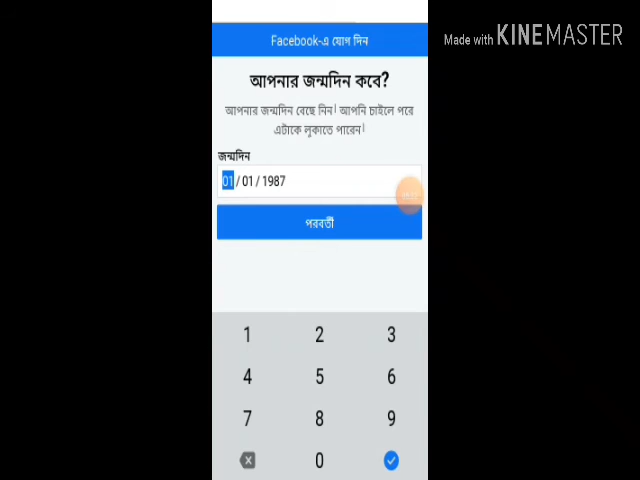 Facebook-এ যোগ দিন
Made with KINEMASTER
আপনার জন্মদিন কবে?
আপনার জন্মদিন বেছে নিন। আপনি চাইলে পরে
এটাকে লুকাতে পারেন।
জন্মদিন
01 / 01 / 1987
পরবর্তী
1 2 3
4 5 6
7 8 9
0